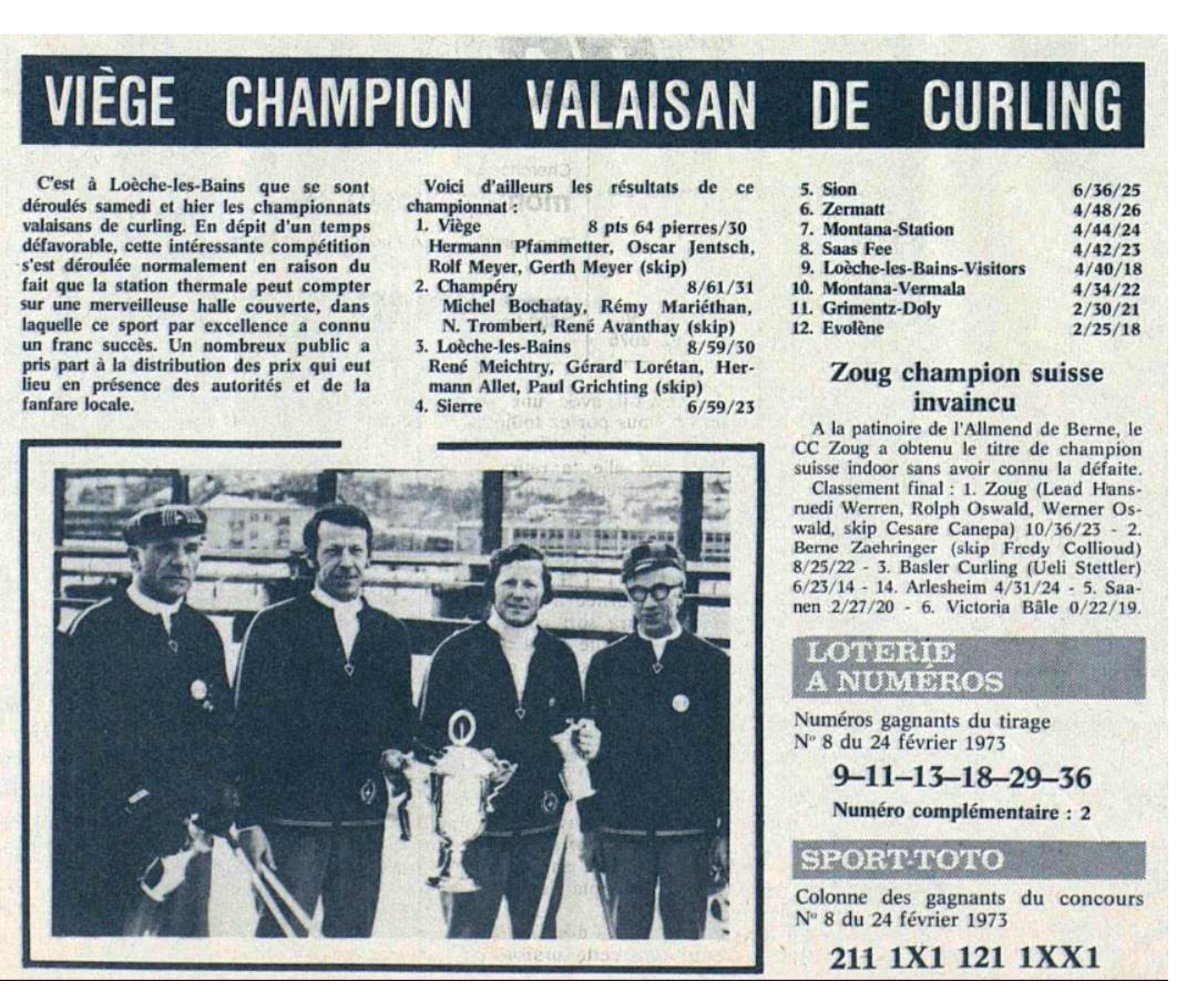 VIÈGE CHAMPION VALAISAN DE CURLING
C'est à Loèche-les-Bains que se sont
déroulés samedi et hier les championnats
valaisans de curling. En dépit d'un temps
défavorable, cette intéressante compétition
s'est déroulée normalement en raison du
fait que la station thermale peut compter
sur une merveilleuse halle couverte, dans
laquelle ce sport par excellence a connu
un franc succès. Un nombreux public a
pris part à la distribution des prix qui eut
lieu en présence des autorités et de la
fanfare locale.
Voici d'ailleurs les résultats de ce
championnat :
1. Viège 8 pts 64 pierres/30
Hermann Pfammetter, Oscar Jentsch,
Rolf Meyer, Gerth Meyer (skip)
2. Champéry 8/61/31
Michel Bochatay, Rémy Mariéthan,
N. Trombert, René Avanthay (skip)
3. Loèche-les-Bains 8/59/30
René Meichtry, Gérard Lorétan, Her-
mann Allet, Paul Grichting (skip)
4. Sierre 6/59/23
5. Sion 6/36/25
6. Zermatt 4/48/26
7. Montana-Station 4/44/24
8. Saas Fee 4/42/23
9. Loèche-les-Bains-Visitors 4/40/18
10. Montana-Vermala 4/34/22
11. Grimentz-Doly 2/30/21
12. Evolène 2/25/18
Zoug champion suisse
invaincu
A la patinoire de l'Allmend de Berne, le
CC Zoug a obtenu le titre de champion
suisse indoor sans avoir connu la défaite.
Classement final : 1. Zoug (Lead Hans-
ruedi Werren, Rolph Oswald, Werner Os-
wald, skip Cesare Canepa) 10/36/23 - 2.
Berne Zaehringer (skip Fredy Collioud)
8/25/22 - 3. Basler Curling (Ueli Stettler)
6/23/14 - 14. Arlesheim 4/31/24 - 5. Saa-
nen 2/27/20 - 6. Victoria Bâle 0/22/19.
LOTERIE
A NUMÉROS
Numéros gagnants du tirage
N° 8 du 24 février 1973
9–11–13–18–29–36
Numéro complémentaire : 2
SPORT-TOTO
Colonne des gagnants du concours
N° 8 du 24 février 1973
211 1X1 121 1XX1